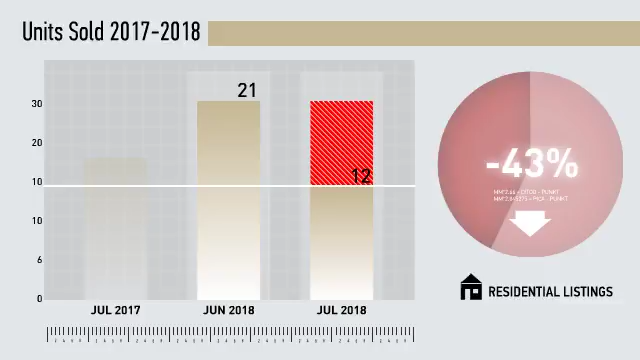 Units Sold 2017-2018
30
20
10
10
6
0
21
12
JUL 2017
JUN 2018
JUL 2018
-43%
RESIDENTIAL LISTINGS